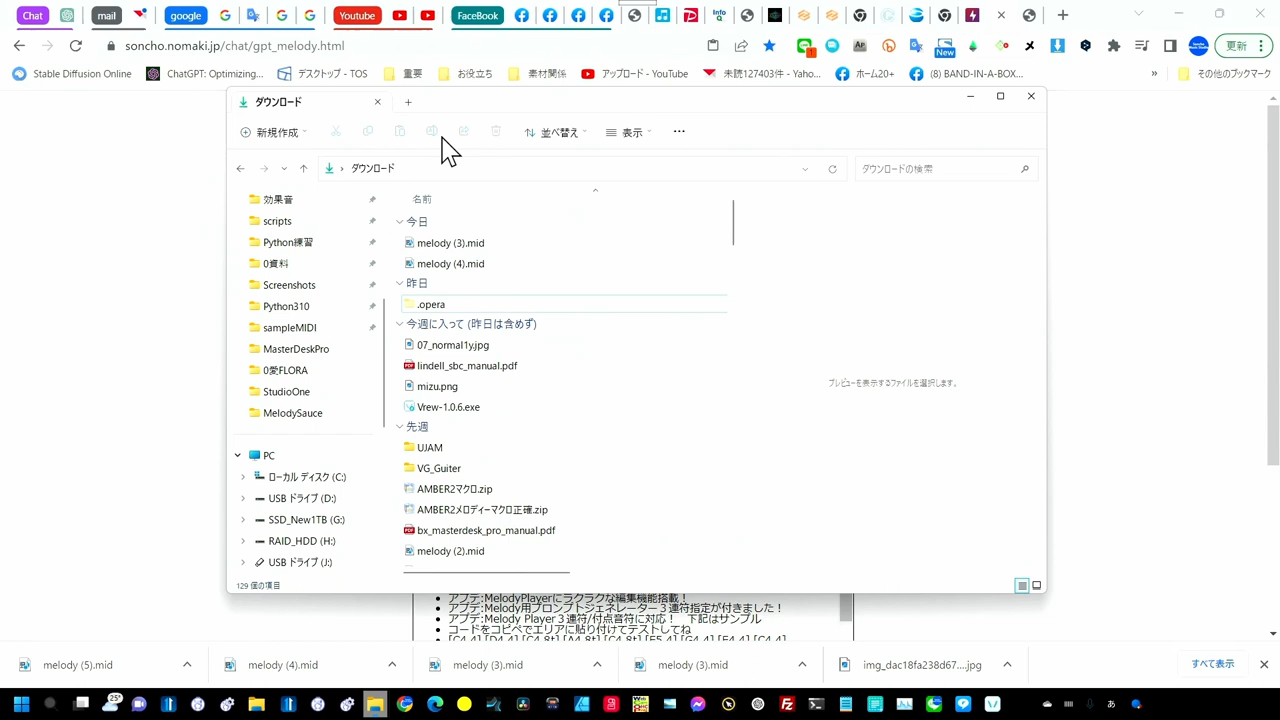 Chat
mail
google
Youtube
FaceBook
soncho.nomaki.jp/chat/gpt_melody.html
New
更新
Stable Diffusion Online
ChatGPT: Optimizing...
デスクトップ - TOS
重要
お役立ち
素材関係
アップロード - YouTube
未読127403件 - Yaho...
ホーム20+
(8) BAND-IN-A-BOX...
»
その他のブックマーク
ダウンロード
新規作成
並べ替え
表示
ダウンロード
ダウンロードの検索
効果音
scripts
Python練習
0資料
Screenshots
Python310
sampleMIDI
MasterDeskPro
0愛FLORA
StudioOne
MelodySauce
PC
ローカル ディスク (C:)
USB ドライブ (D:)
SSD_New1TB (G:)
RAID_HDD (H:)
USB ドライブ (J:)
名前
今日
melody (3).mid
melody (4).mid
昨日
.opera
今週に入って (昨日は含めず)
07_normal1y.jpg
lindell_sbc_manual.pdf
mizu.png
Vrew-1.0.6.exe
先週
UJAM
VG_Guiter
AMBER2マクロ.zip
AMBER2メロディーマクロ正確.zip
bx_masterdesk_pro_manual.pdf
melody (2).mid
プレビューを表示するファイルを選択します。
129 個の項目
アプデ:MelodyPlayerにラクラクな編集機能搭載！
アプデ:Melody用プロンプトジェネレーター３連符指定が付きました！
アプデ:Melody Player３連符/付点音符に対応！ 下記はサンプル
コードをコピペでエリアに貼り付けてテストしてね
melody (5).mid
melody (4).mid
melody (3).mid
melody (3).mid
img_dac18fa238d67....jpg
すべて表示
25°
あ